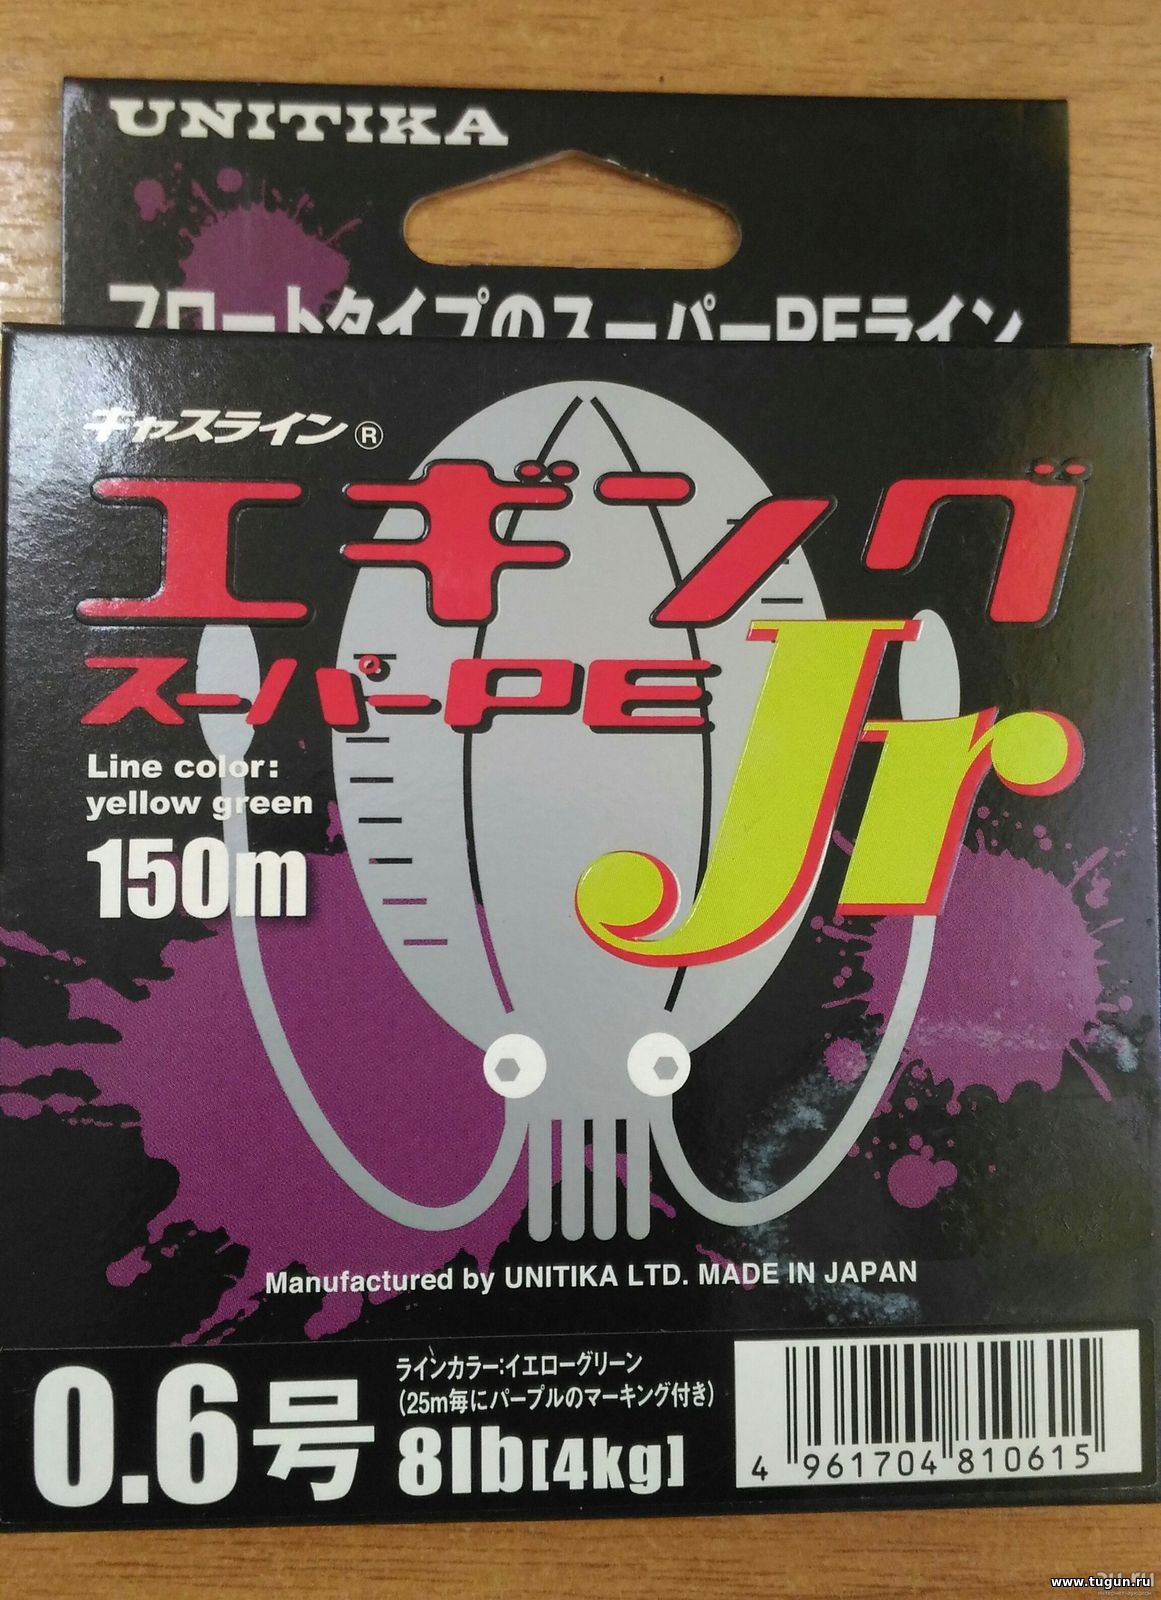 UNITIKA
フロートタイプのスーパーPEライン
キャスライン®
エギング
スーパーPE
Jr
Line color:
yellow green
150m
Manufactured by UNITIKA LTD. MADE IN JAPAN
0.6号
ラインカラー:イエローグリーン
(25m毎にパープルのマーキング付き)
8lb[4kg]
4 961704 810615
www.tugun.ru